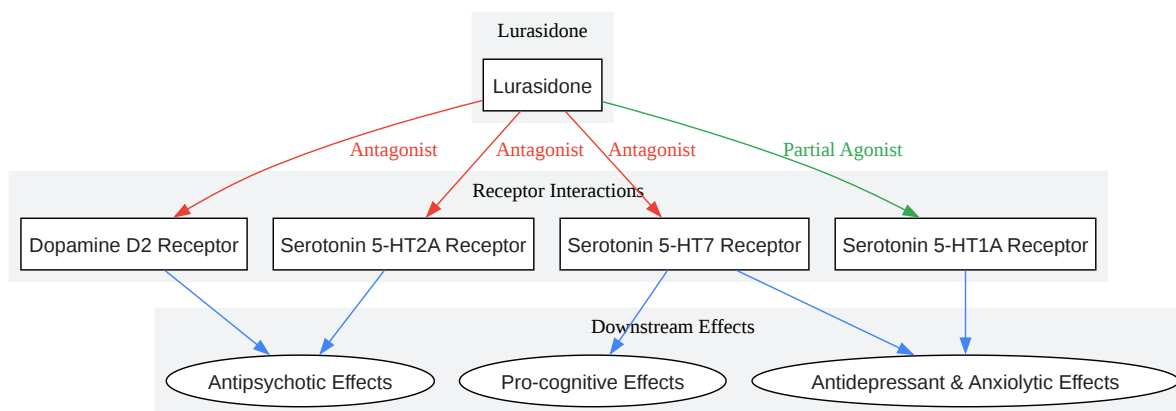 Lurasidone
Lurasidone
Antagonist
Antagonist
Antagonist
Partial Agonist
Receptor Interactions
Dopamine D2 Receptor
Serotonin 5-HT2A Receptor
Serotonin 5-HT7 Receptor
Serotonin 5-HT1A Receptor
Downstream Effects
Antipsychotic Effects
Pro-cognitive Effects
Antidepressant & Anxiolytic Effects